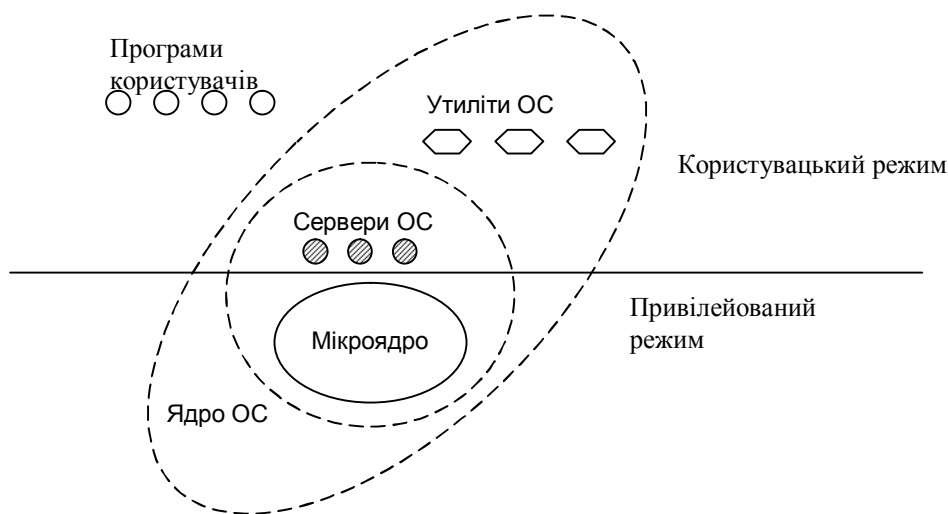 Програми
користувачів
Утиліти ОС
Користувацький режим
Сервери ОС
Привілейований
режим
Мікроядро
Ядро ОС